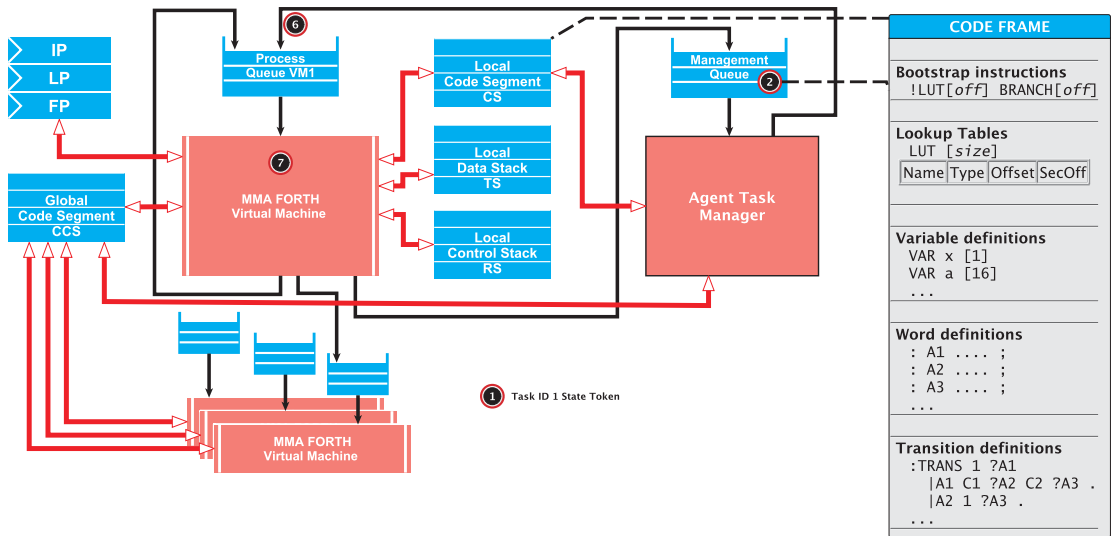 IP
LP
FP
6
Process
Queue VM1
Local
Code Segment
CS
Management
Queue
2
7
MMA FORTH
Virtual Machine
Local
Data Stack
TS
Agent Task
Manager
Global
Code Segment
CCS
Local
Control Stack
RS
1
Task ID 1 State Token
MMA FORTH
Virtual Machine
CODE FRAME
Bootstrap instructions
!LUT[off] BRANCH[off]
Lookup Tables
LUT [size]
Name Type Offset SecOff
Variable definitions
VAR x [1]
VAR a [16]
...
Word definitions
: A1 .... ;
: A2 .... ;
: A3 .... ;
...
Transition definitions
:TRANS 1 ?A1
|A1 C1 ?A2 C2 ?A3 .
|A2 1 ?A3 .
...